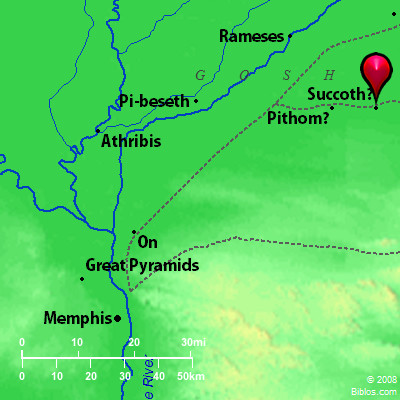 Rameses
G O S H
Succoth?
Pi-beseth
Pithom?
Athribis
On
Great Pyramids
Memphis
0 10 20 30mi
0 10 20 30 40 50km
e River
© 2008
Biblos.com